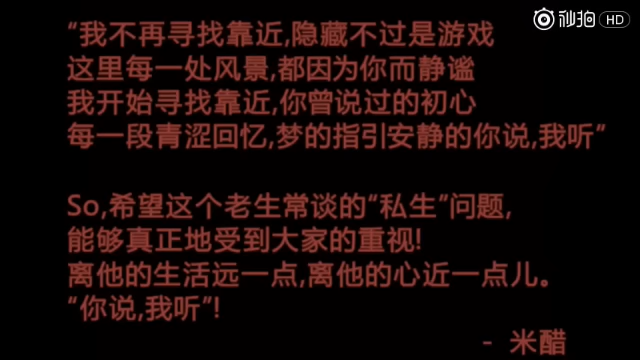 秒拍 HD
“我不再寻找靠近,隐藏不过是游戏
这里每一处风景,都因为你而静谧
我开始寻找靠近,你曾说过的初心
每一段青涩回忆,梦的指引安静的你说,我听”
So,希望这个老生常谈的“私生”问题,
能够真正地受到大家的重视!
离他的生活远一点,离他的心近一点儿。
“你说,我听”!
- 米醋